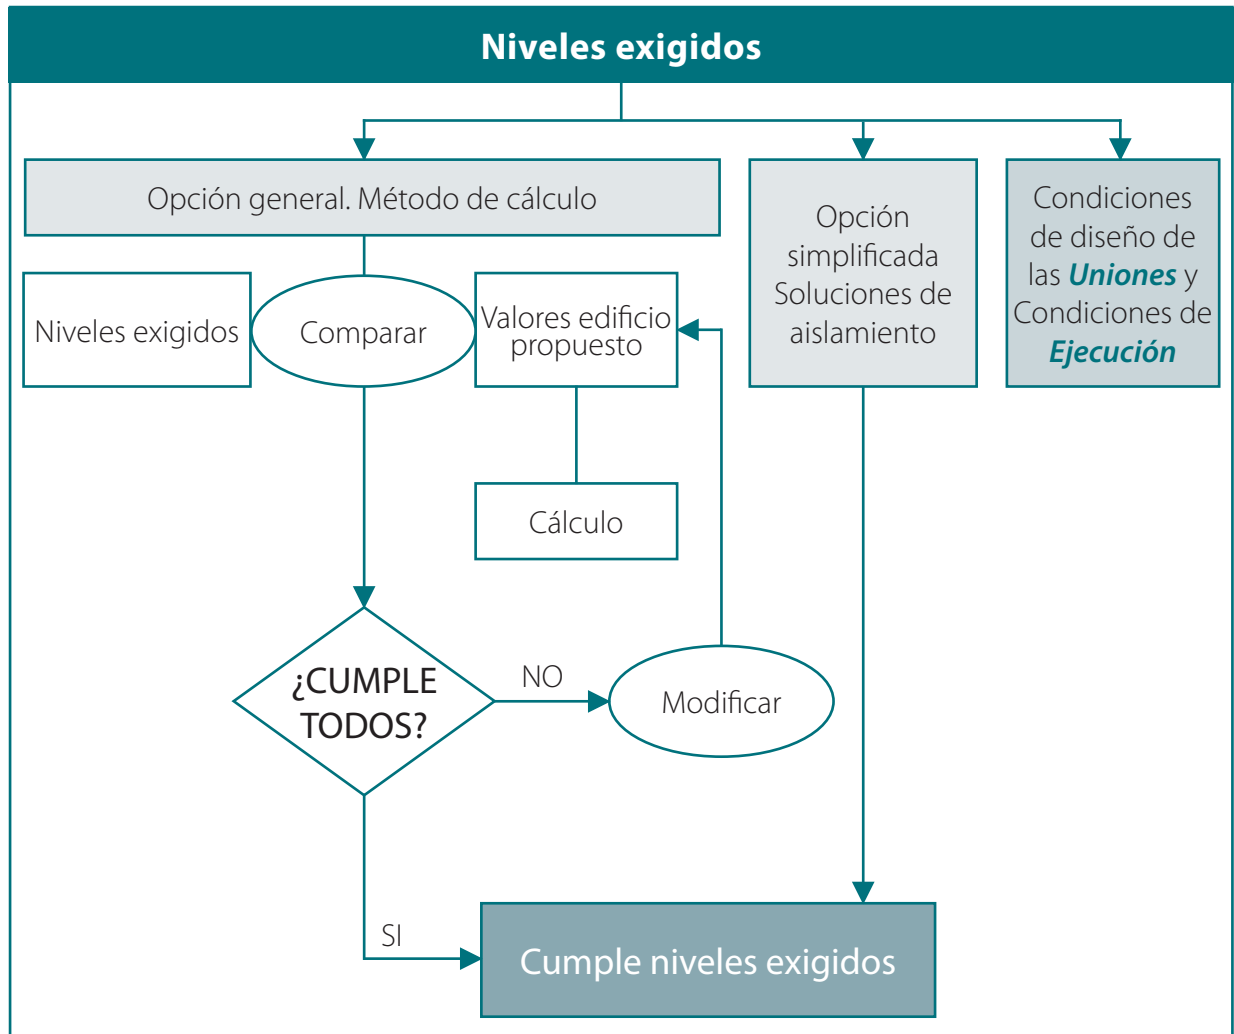 Niveles exigidos
Opción general. Método de cálculo
Opción
simplificada
Soluciones de
aislamiento
Condiciones
de diseño de
las Uniones y
Condiciones de
Ejecución
Niveles exigidos
Comparar
Valores edificio
propuesto
Cálculo
¿CUMPLE
TODOS?
NO
Modificar
SI
Cumple niveles exigidos